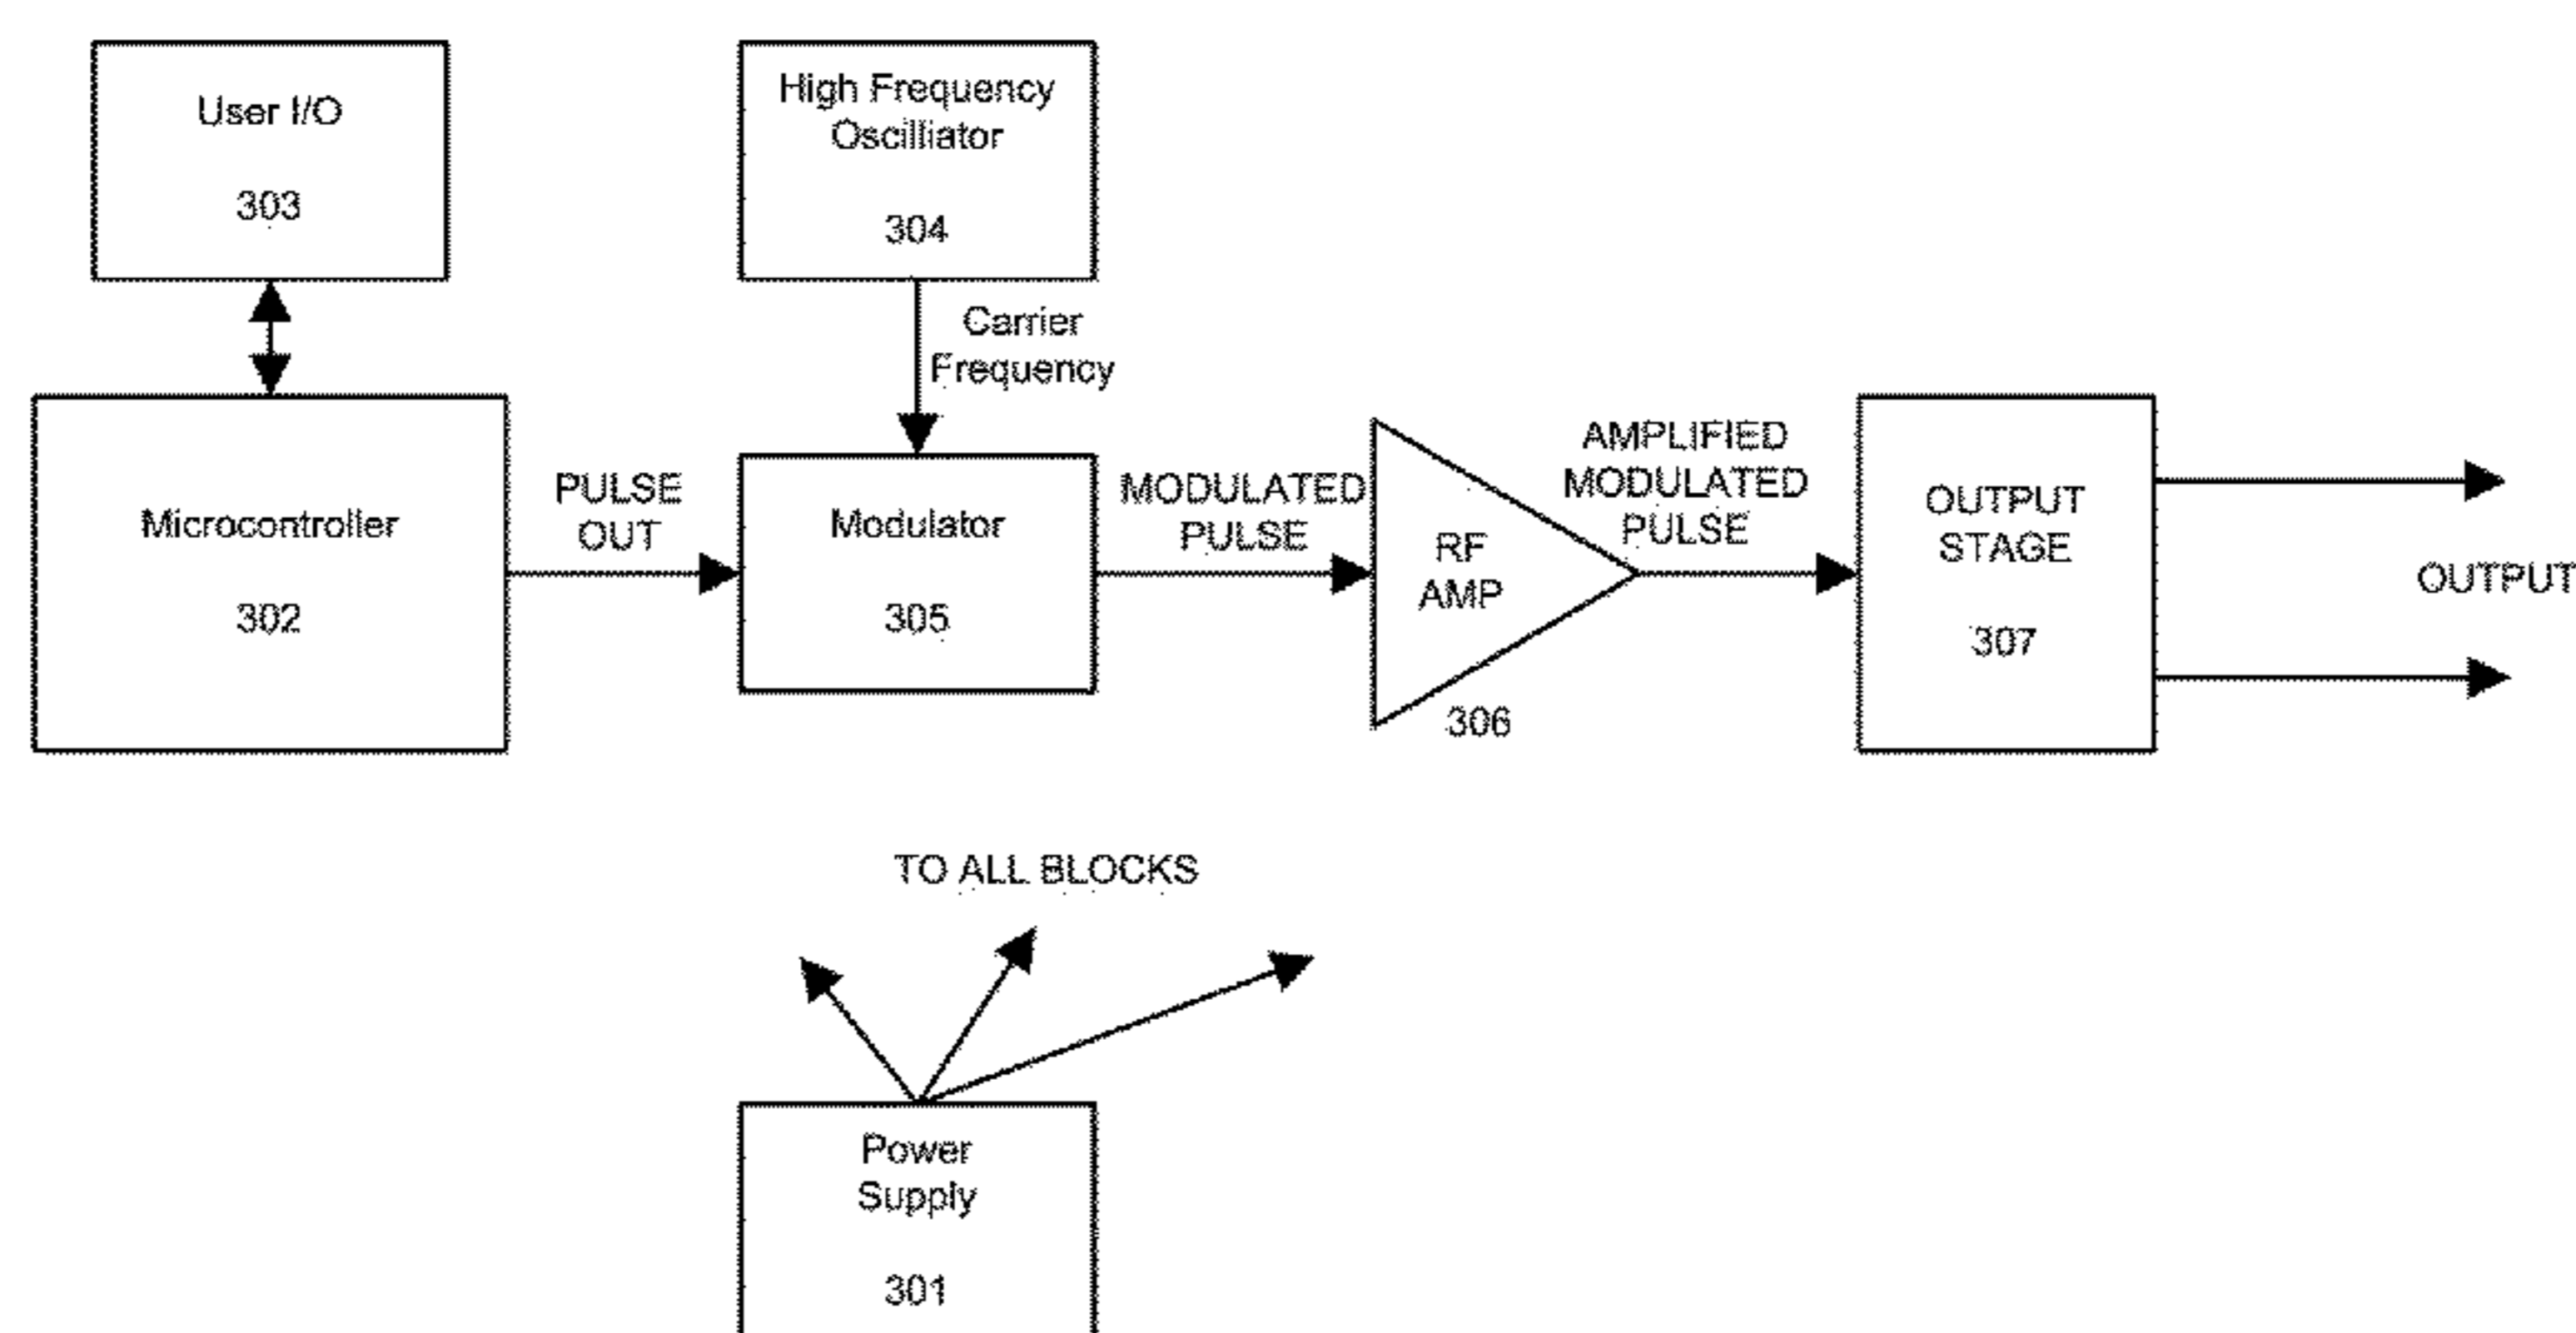 User I/O
303
High Frequency
Oscilliator
304
Carrier
Frequency
Microcontroller
302
PULSE
OUT
Modulator
305
MODULATED
PULSE
RF
AMP
306
AMPLIFIED
MODULATED
PULSE
OUTPUT
STAGE
307
OUTPUT
TO ALL BLOCKS
Power
Supply
301